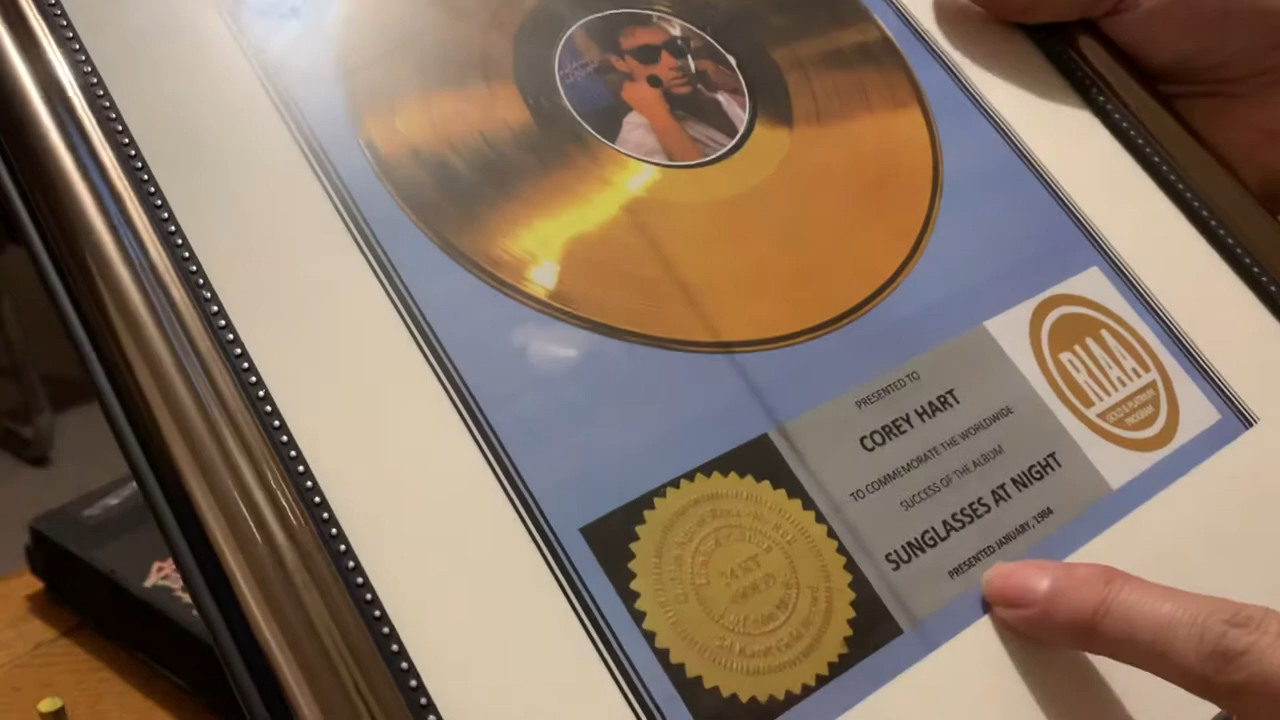 PRESENTED TO
COREY HART
TO COMMEMORATE THE WORLDWIDE
SUCCESS OF THE ALBUM
SUNGLASSES AT NIGHT
PRESENTED JANUARY, 1984
RIAA
GOLD & PLATINUM
PROGRAM
24 KT
GOLD